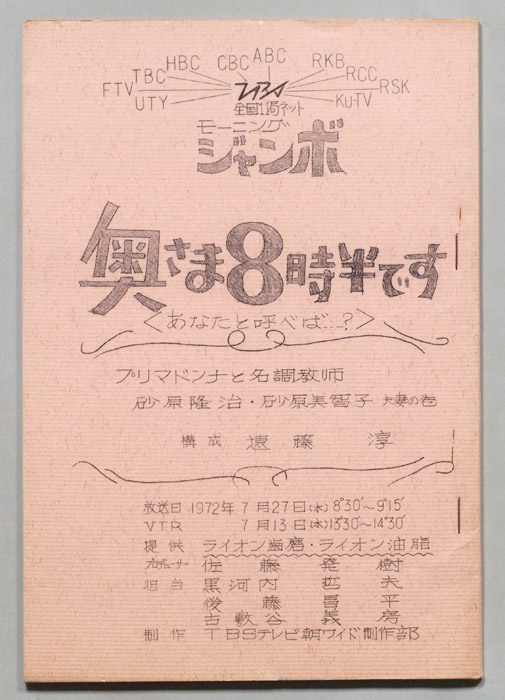 HBC CBC ABC RKB
TBC RCC
FTV TBS RSK
UTY Ku-TV
全国11局ネット
モーニング
ジャンボ
奥さま8時半です
〈あなたと呼べば…?〉
プリマドンナと名調教師
砂原隆治・砂原美智子 夫妻の巻
構成 遠藤 淳
放送日 1972年 7月27日(木) 8°30′~9°15′
VTR 7月13日(木) 13°30′~14°30′
提供 ライオン歯磨・ライオン油脂
プロデューサー 佐藤発樹
担当 黒河内哲夫
後藤昌平
古敷谷義房
制作 TBSテレビ朝ワイド制作部